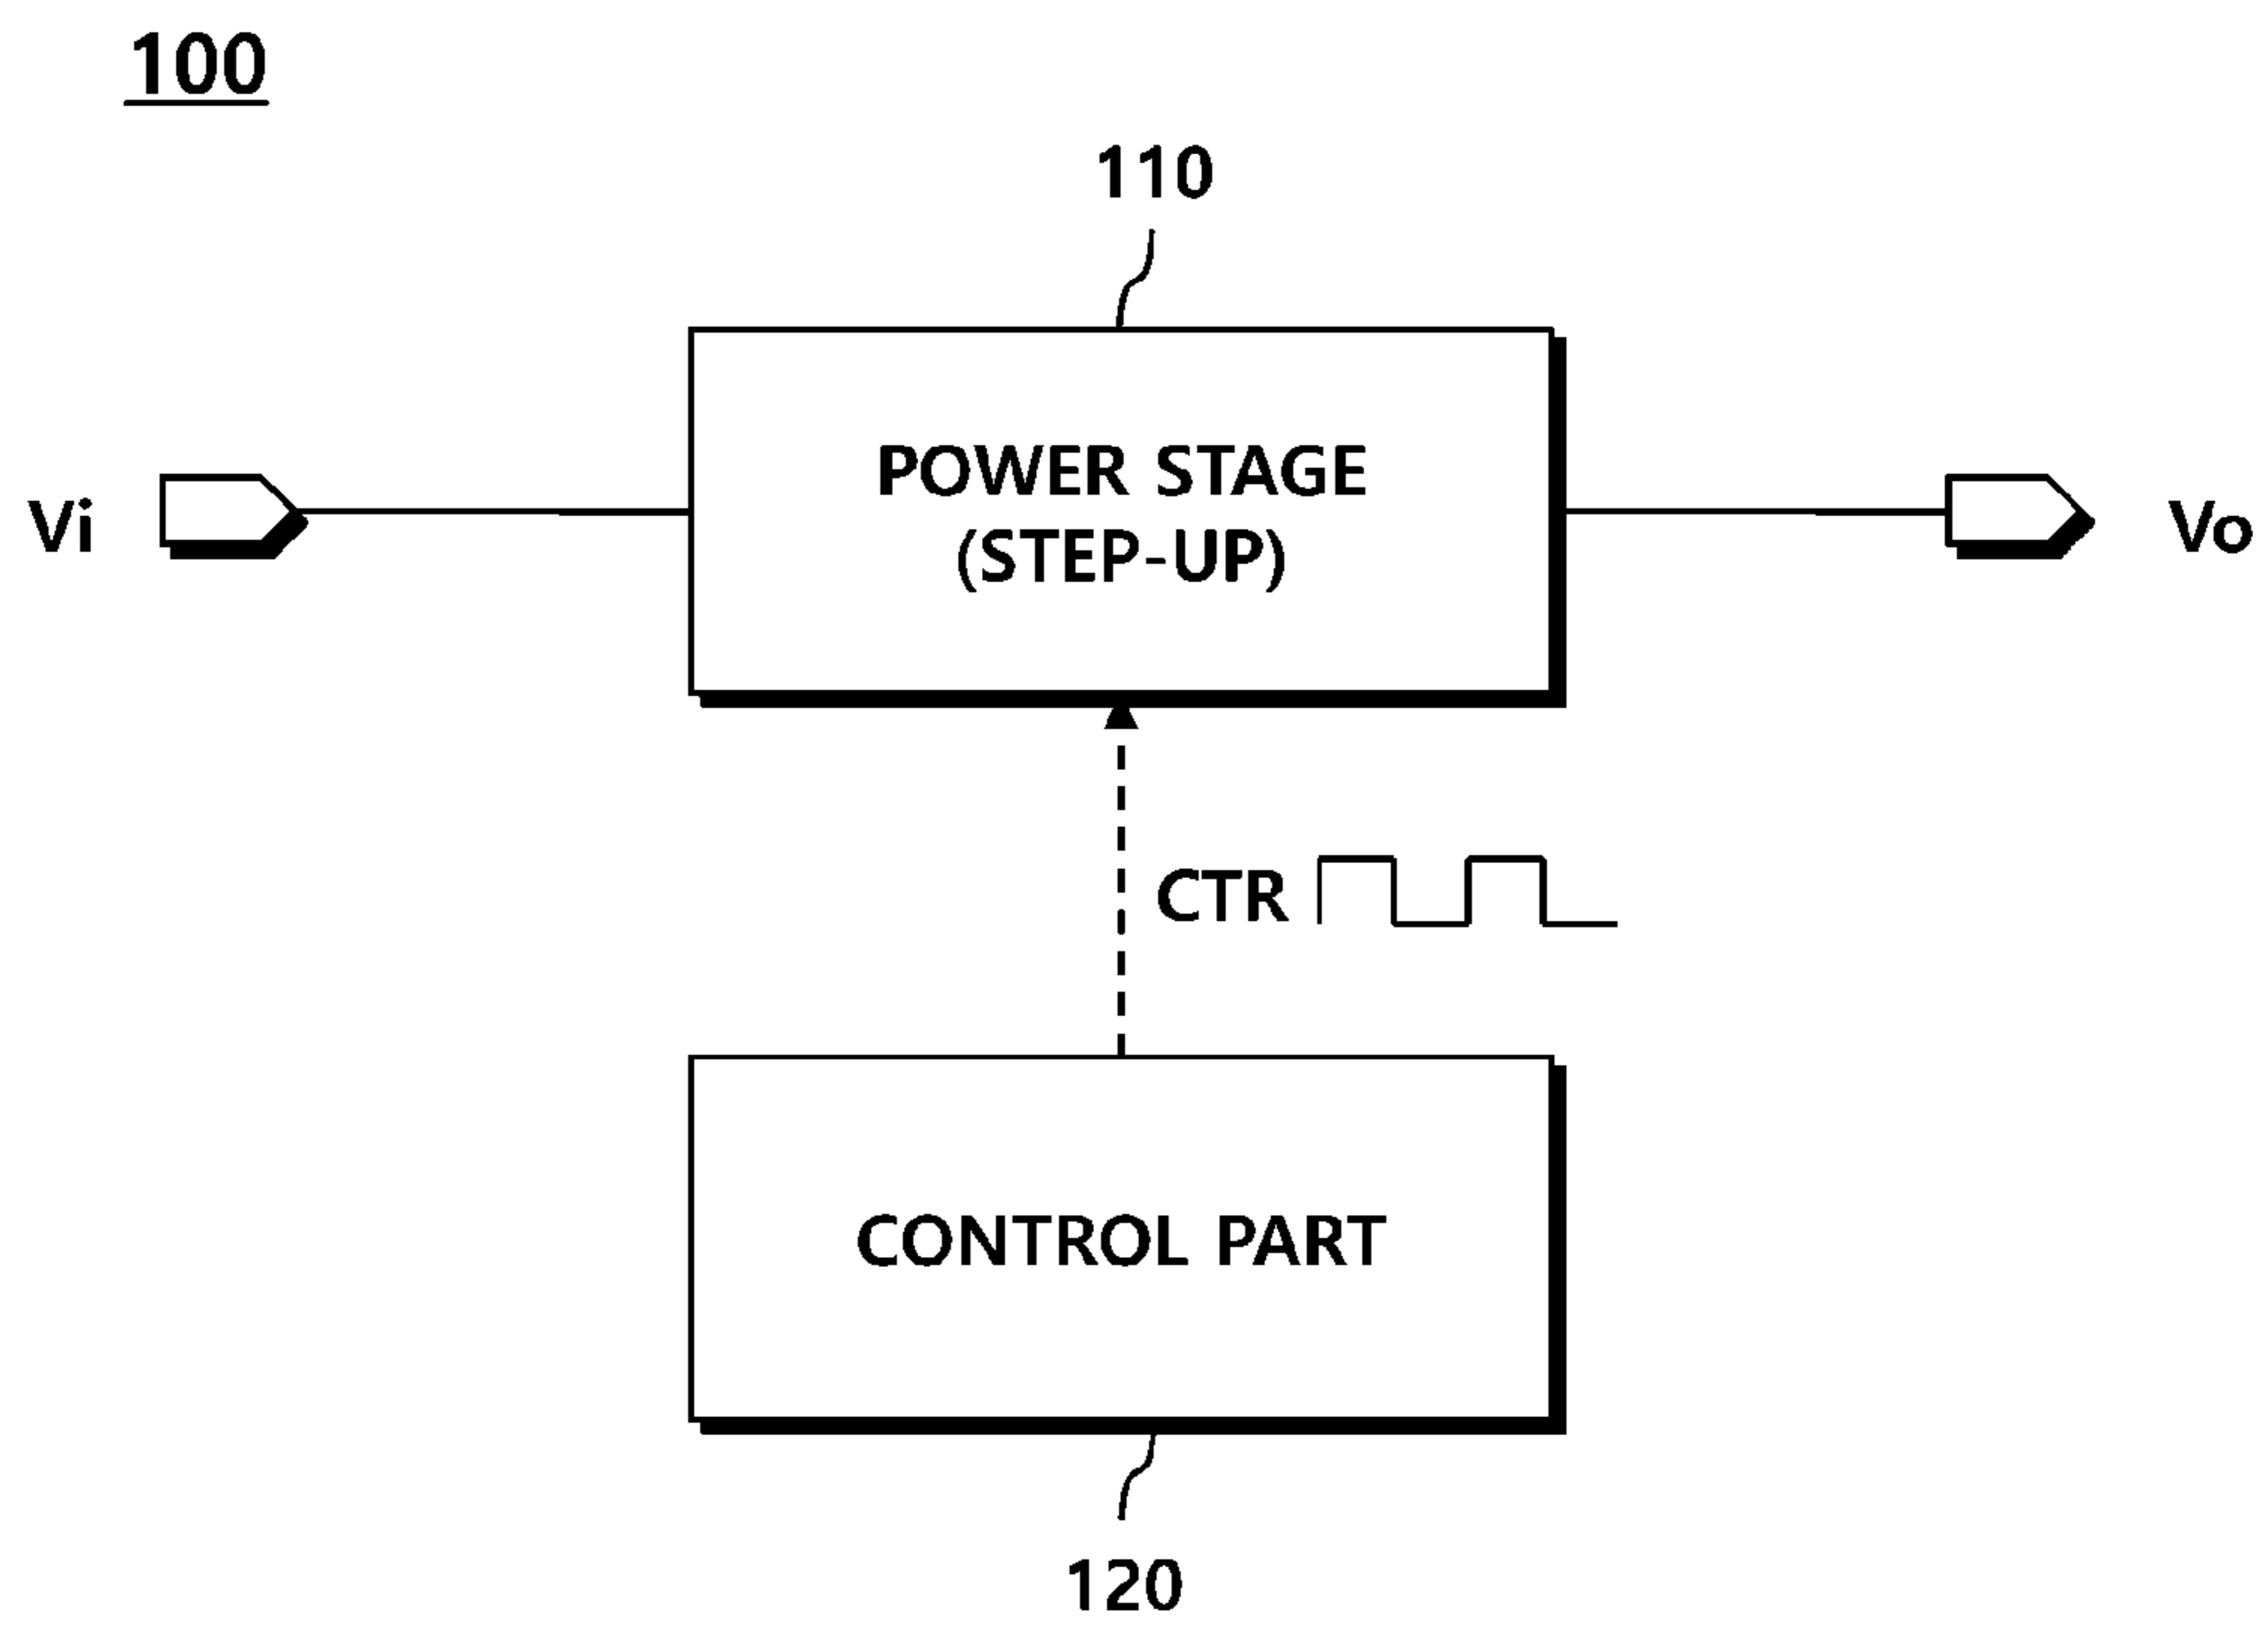 100
110
POWER STAGE
(STEP-UP)
Vi
Vo
CTR
CONTROL PART
120